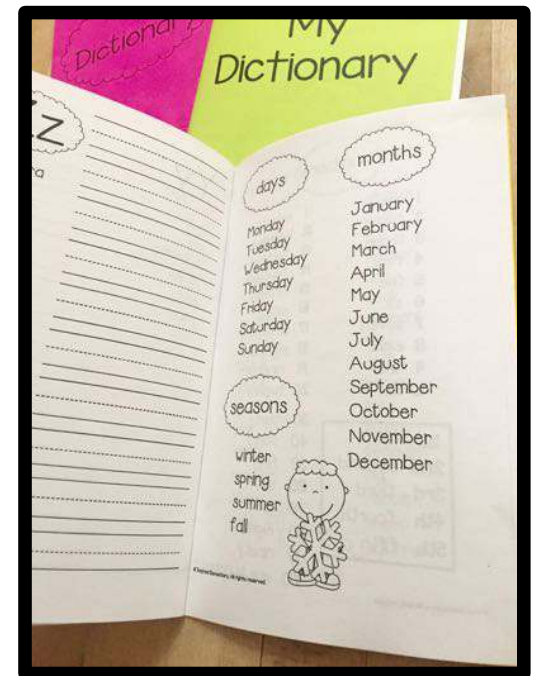 Dictionary
My
Dictionary
Zz
days
Monday
Tuesday
Wednesday
Thursday
Friday
Saturday
Sunday
seasons
winter
spring
summer
fall
months
January
February
March
April
May
June
July
August
September
October
November
December